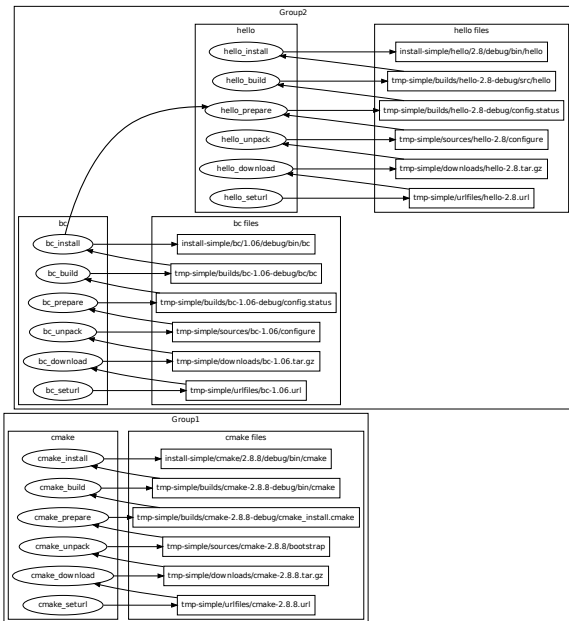 Group2
hello
hello files
hello_install
install-simple/hello/2.8/debug/bin/hello
hello_build
tmp-simple/builds/hello-2.8-debug/src/hello
hello_prepare
tmp-simple/builds/hello-2.8-debug/config.status
hello_unpack
tmp-simple/sources/hello-2.8/configure
hello_download
tmp-simple/downloads/hello-2.8.tar.gz
hello_seturl
tmp-simple/urlfiles/hello-2.8.url
bc
bc files
bc_install
install-simple/bc/1.06/debug/bin/bc
bc_build
tmp-simple/builds/bc-1.06-debug/bc/bc
bc_prepare
tmp-simple/builds/bc-1.06-debug/config.status
bc_unpack
tmp-simple/sources/bc-1.06/configure
bc_download
tmp-simple/downloads/bc-1.06.tar.gz
bc_seturl
tmp-simple/urlfiles/bc-1.06.url
Group1
cmake
cmake files
cmake_install
install-simple/cmake/2.8.8/debug/bin/cmake
cmake_build
tmp-simple/builds/cmake-2.8.8-debug/bin/cmake
cmake_prepare
tmp-simple/builds/cmake-2.8.8-debug/cmake_install.cmake
cmake_unpack
tmp-simple/sources/cmake-2.8.8/bootstrap
cmake_download
tmp-simple/downloads/cmake-2.8.8.tar.gz
cmake_seturl
tmp-simple/urlfiles/cmake-2.8.8.url